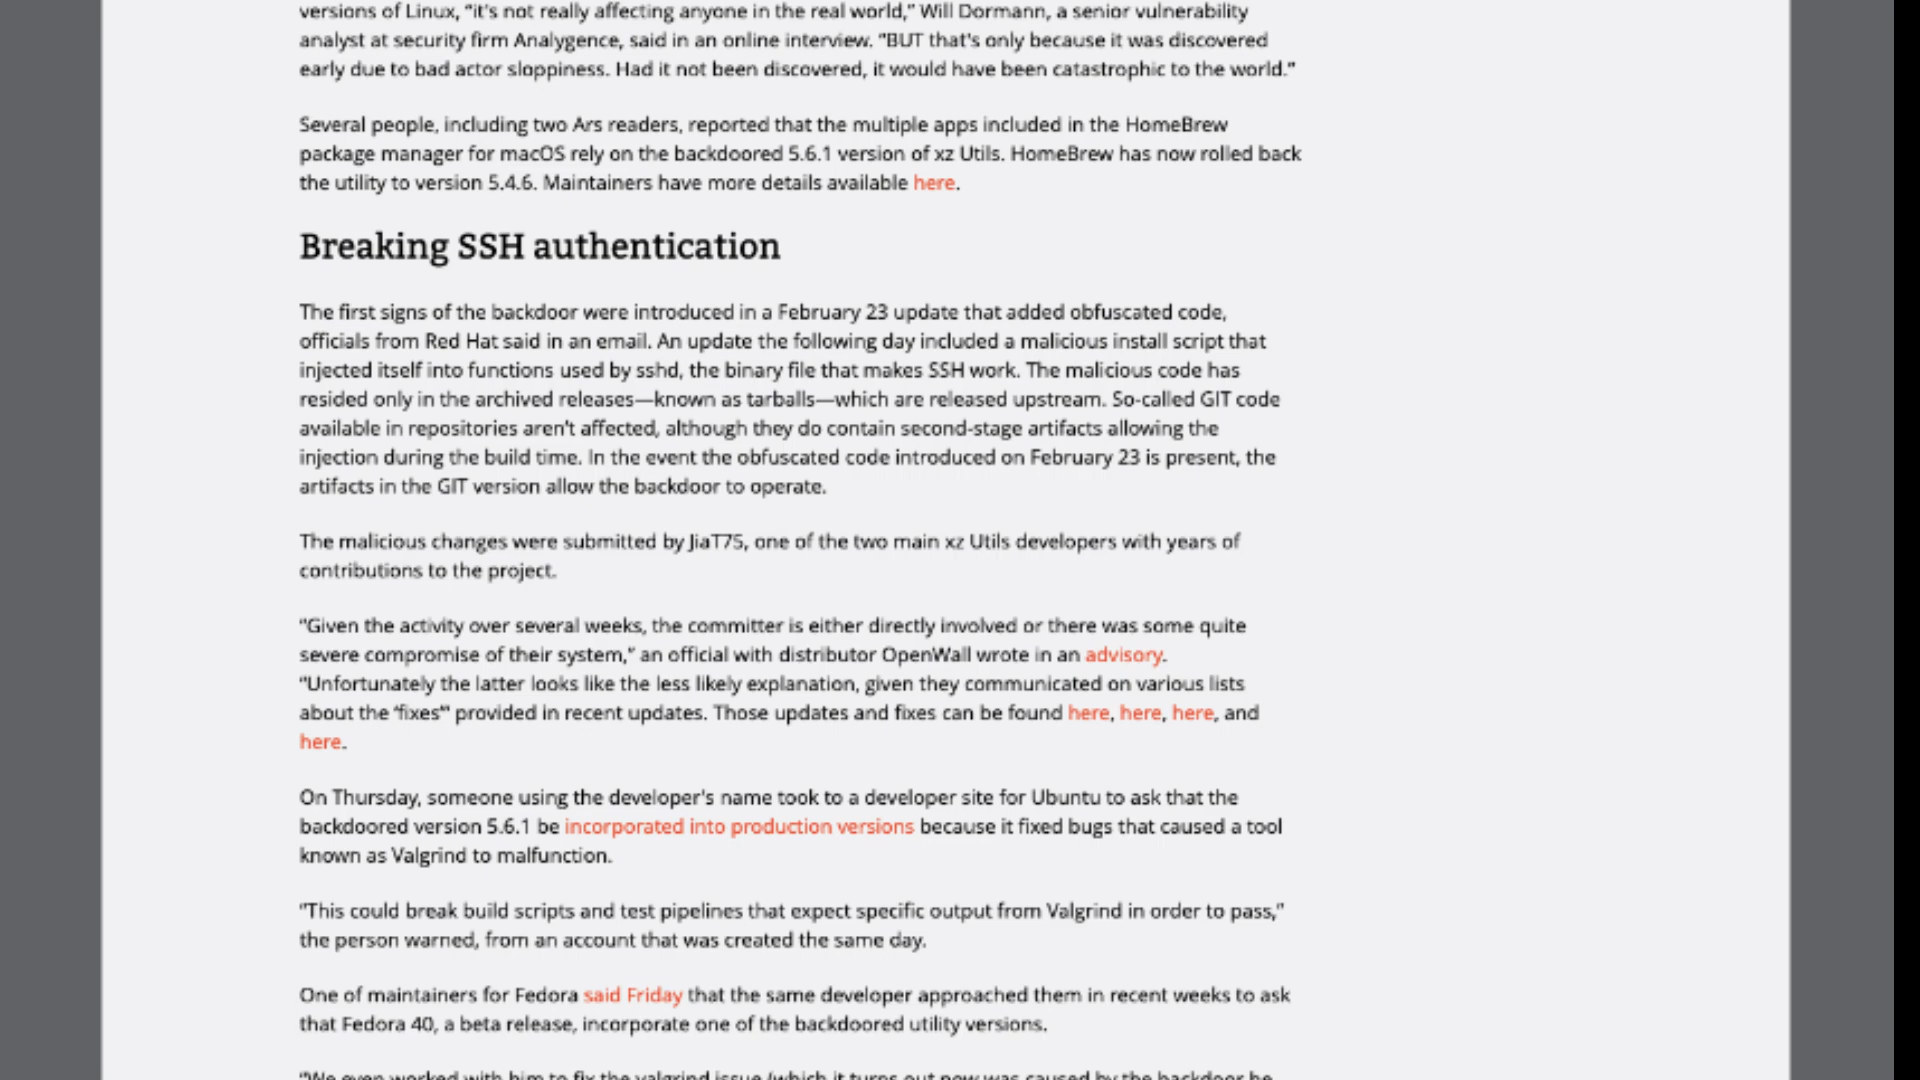 versions of Linux, “it's not really affecting anyone in the real world,” Will Dormann, a senior vulnerability
analyst at security firm Analygence, said in an online interview. “BUT that's only because it was discovered
early due to bad actor sloppiness. Had it not been discovered, it would have been catastrophic to the world.”
Several people, including two Ars readers, reported that the multiple apps included in the HomeBrew
package manager for macOS rely on the backdoored 5.6.1 version of xz Utils. HomeBrew has now rolled back
the utility to version 5.4.6. Maintainers have more details available here.
Breaking SSH authentication
The first signs of the backdoor were introduced in a February 23 update that added obfuscated code,
officials from Red Hat said in an email. An update the following day included a malicious install script that
injected itself into functions used by sshd, the binary file that makes SSH work. The malicious code has
resided only in the archived releases—known as tarballs—which are released upstream. So-called GIT code
available in repositories aren't affected, although they do contain second-stage artifacts allowing the
injection during the build time. In the event the obfuscated code introduced on February 23 is present, the
artifacts in the GIT version allow the backdoor to operate.
The malicious changes were submitted by JiaT75, one of the two main xz Utils developers with years of
contributions to the project.
“Given the activity over several weeks, the committer is either directly involved or there was some quite
severe compromise of their system,” an official with distributor OpenWall wrote in an advisory.
“Unfortunately the latter looks like the less likely explanation, given they communicated on various lists
about the ‘fixes’” provided in recent updates. Those updates and fixes can be found here, here, here, and
here.
On Thursday, someone using the developer's name took to a developer site for Ubuntu to ask that the
backdoored version 5.6.1 be incorporated into production versions because it fixed bugs that caused a tool
known as Valgrind to malfunction.
“This could break build scripts and test pipelines that expect specific output from Valgrind in order to pass,”
the person warned, from an account that was created the same day.
One of maintainers for Fedora said Friday that the same developer approached them in recent weeks to ask
that Fedora 40, a beta release, incorporate one of the backdoored utility versions.
“We even worked with him to fix the valgrind issue (which it turns out now was caused by the backdoor he